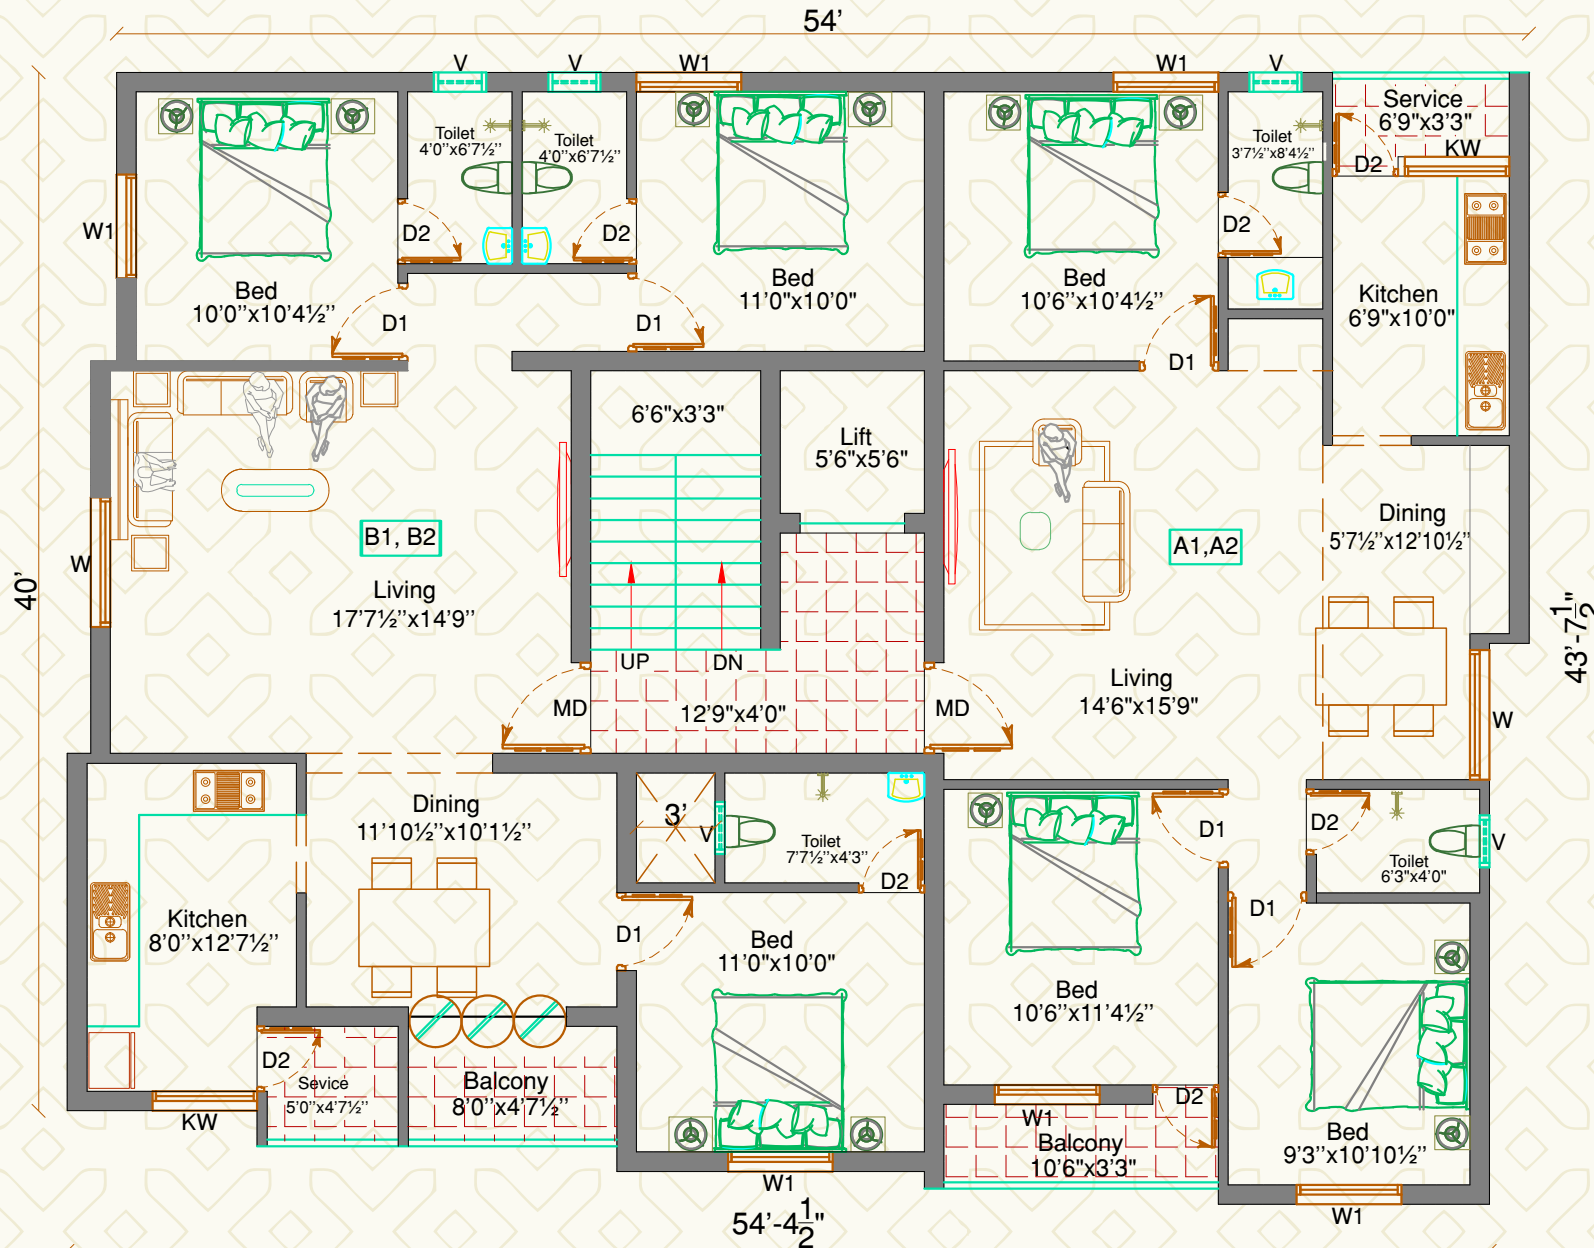 54'
V
V
W1
W1
V
Service
6'9"x3'3"
KW
D2
Toilet
4'0''x6'7½''
Toilet
4'0''x6'7½''
Toilet
3'7½''x8'4½''
W1
D2
D2
D2
Bed
10'0''x10'4½''
D1
Bed
11'0"x10'0"
D1
Bed
10'6''x10'4½''
D1
Kitchen
6'9"x10'0"
6'6"x3'3"
Lift
5'6"x5'6"
Dining
5'7½''x12'10½''
B1, B2
A1,A2
W
40'
Living
17'7½''x14'9''
43'-7½"
UP
DN
MD
12'9"x4'0"
MD
Living
14'6"x15'9"
W
Dining
11'10½''x10'1½''
3'
V
Toilet
7'7½''x4'3''
D2
D1
D2
V
Toilet
6'3"x4'0"
Kitchen
8'0''x12'7½''
D1
Bed
11'0"x10'0"
D1
Bed
10'6''x11'4½''
D2
Sevice
5'0''x4'7½''
Balcony
8'0''x4'7½''
KW
D2
W1
Balcony
10'6"x3'3"
Bed
9'3''x10'10½''
W1
W1
54'-4½"